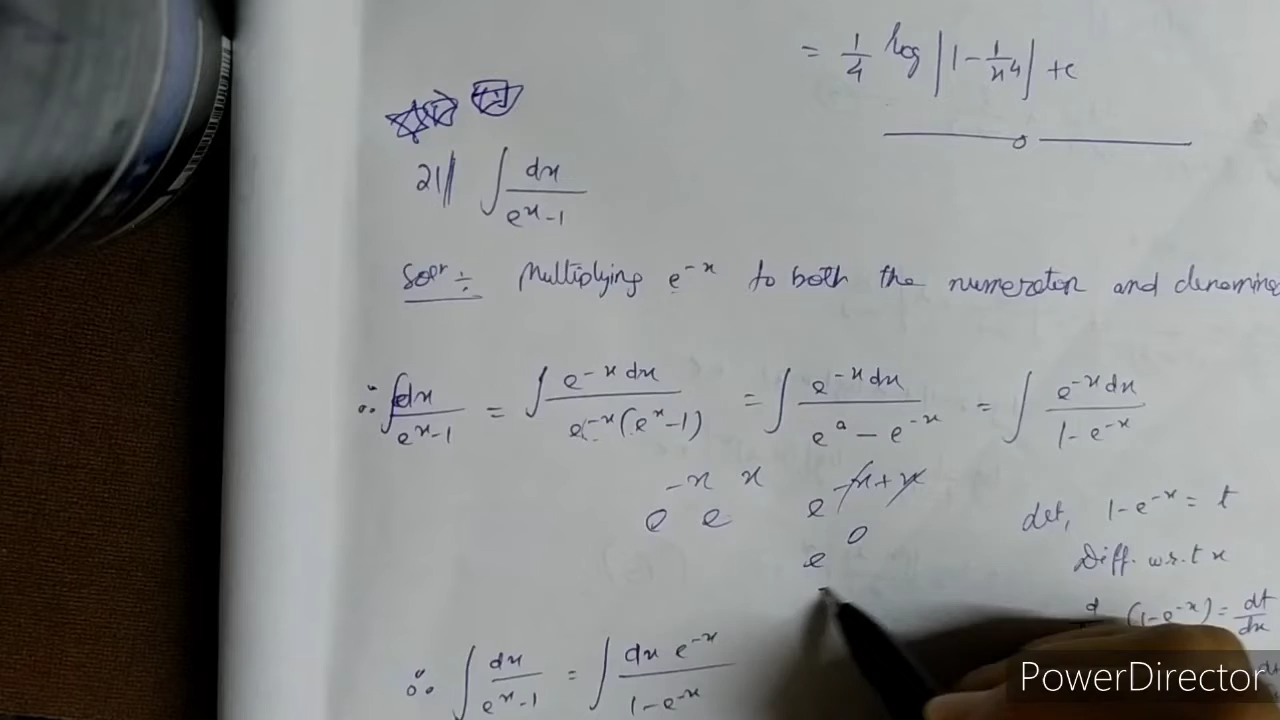 = 1/4 log |1 - 1/x⁴| + c
21|| ∫ dx/(eˣ-1)
Solⁿ ÷ Multiplying e⁻ˣ to both the numerator and denomina
∴ ∫ dx/(eˣ-1) = ∫ e⁻ˣ dx/(e⁻ˣ(eˣ-1)) = ∫ e⁻ˣ dx/(e⁰ - e⁻ˣ) = ∫ e⁻ˣ dx/(1-e⁻ˣ)
e⁻ˣ eˣ e⁻ˣ⁺ˣ
Let, 1-e⁻ˣ = t
e⁰
Diff. w.r.t x
(1-e⁻ˣ) = dt/dx
∴ ∫ dx/(eˣ-1) = ∫ dx e⁻ˣ/(1-e⁻ˣ)
PowerDirector